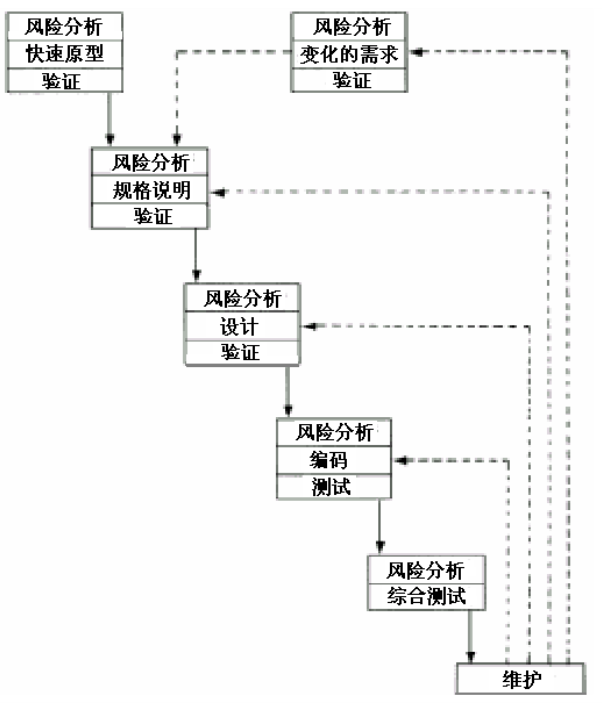 风险分析
快速原型
验证
风险分析
变化的需求
验证
风险分析
规格说明
验证
风险分析
设计
验证
风险分析
编码
测试
风险分析
综合测试
维护